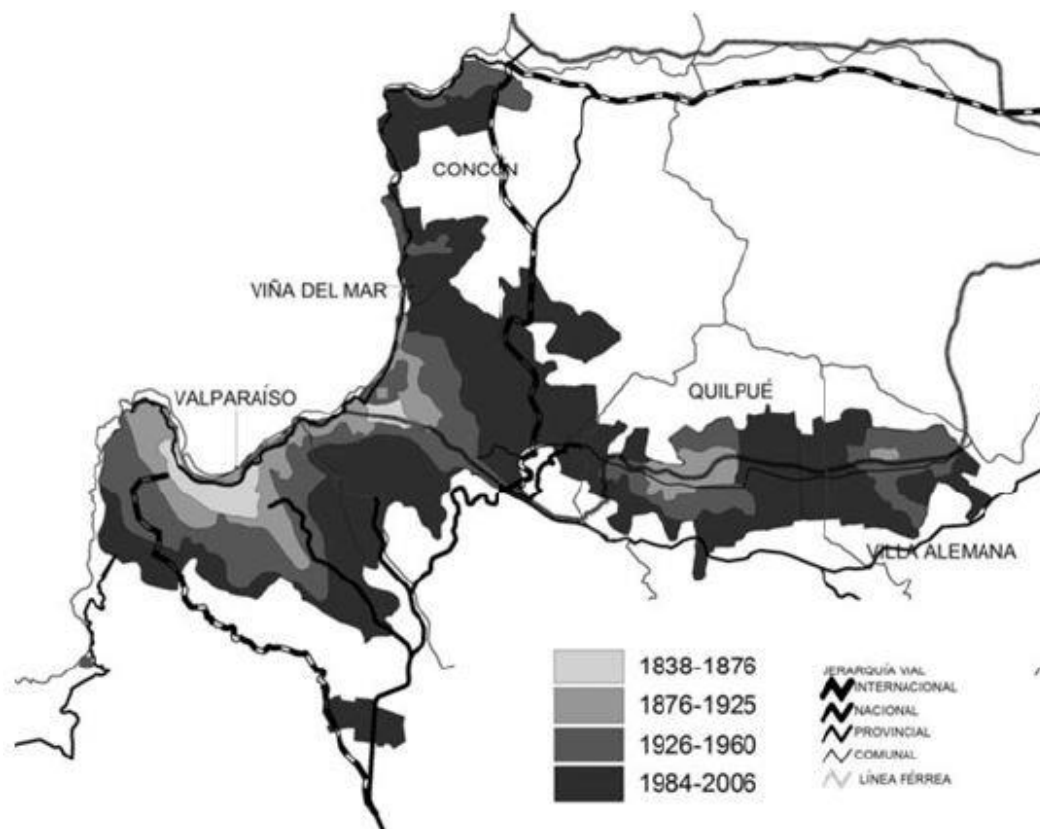 CONCÓN
VIÑA DEL MAR
VALPARAÍSO
QUILPUÉ
VILLA ALEMANA
1838-1876
1876-1925
1926-1960
1984-2006
JERARQUÍA VIAL
INTERNACIONAL
NACIONAL
PROVINCIAL
COMUNAL
LÍNEA FÉRREA